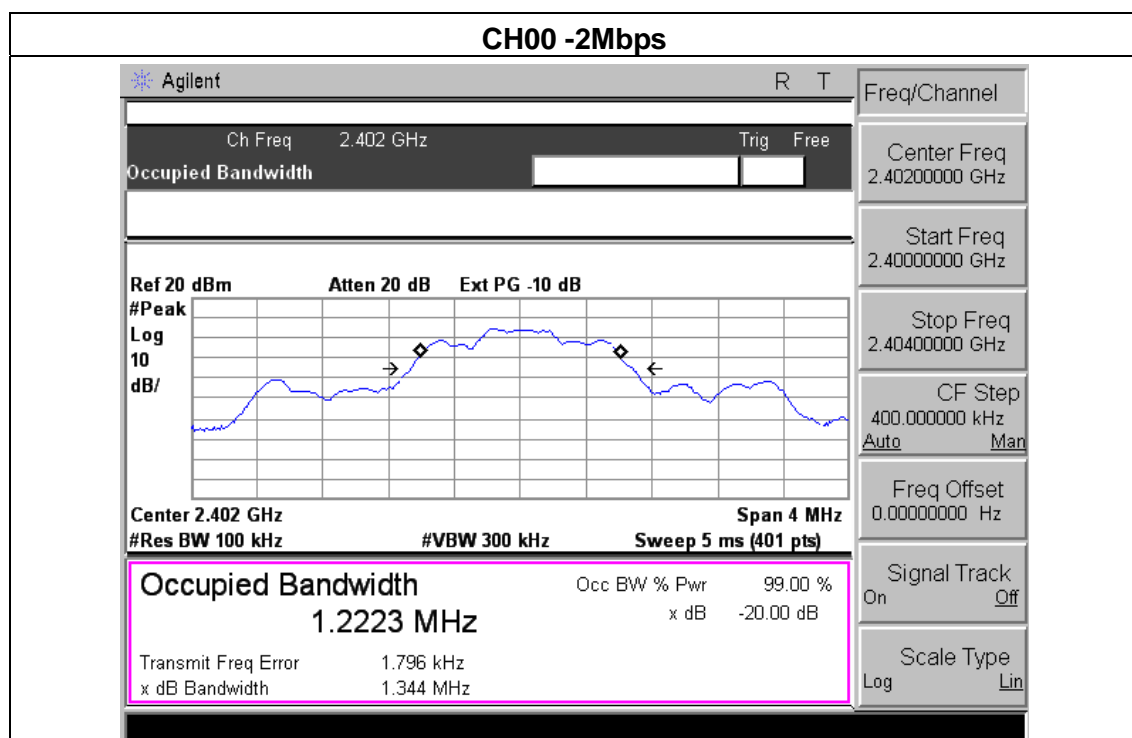 CH00 -2Mbps
Agilent R T
Ch Freq 2.402 GHz Trig Free
Occupied Bandwidth
Ref 20 dBm Atten 20 dB Ext PG -10 dB
#Peak
Log
10
dB/
Center 2.402 GHz Span 4 MHz
#Res BW 100 kHz #VBW 300 kHz Sweep 5 ms (401 pts)
Occupied Bandwidth Occ BW % Pwr 99.00 %
1.2223 MHz x dB -20.00 dB
Transmit Freq Error 1.796 kHz
x dB Bandwidth 1.344 MHz
Freq/Channel
Center Freq
2.40200000 GHz
Start Freq
2.40000000 GHz
Stop Freq
2.40400000 GHz
CF Step
400.000000 kHz
Auto Man
Freq Offset
0.00000000 Hz
Signal Track
On Off
Scale Type
Log Lin